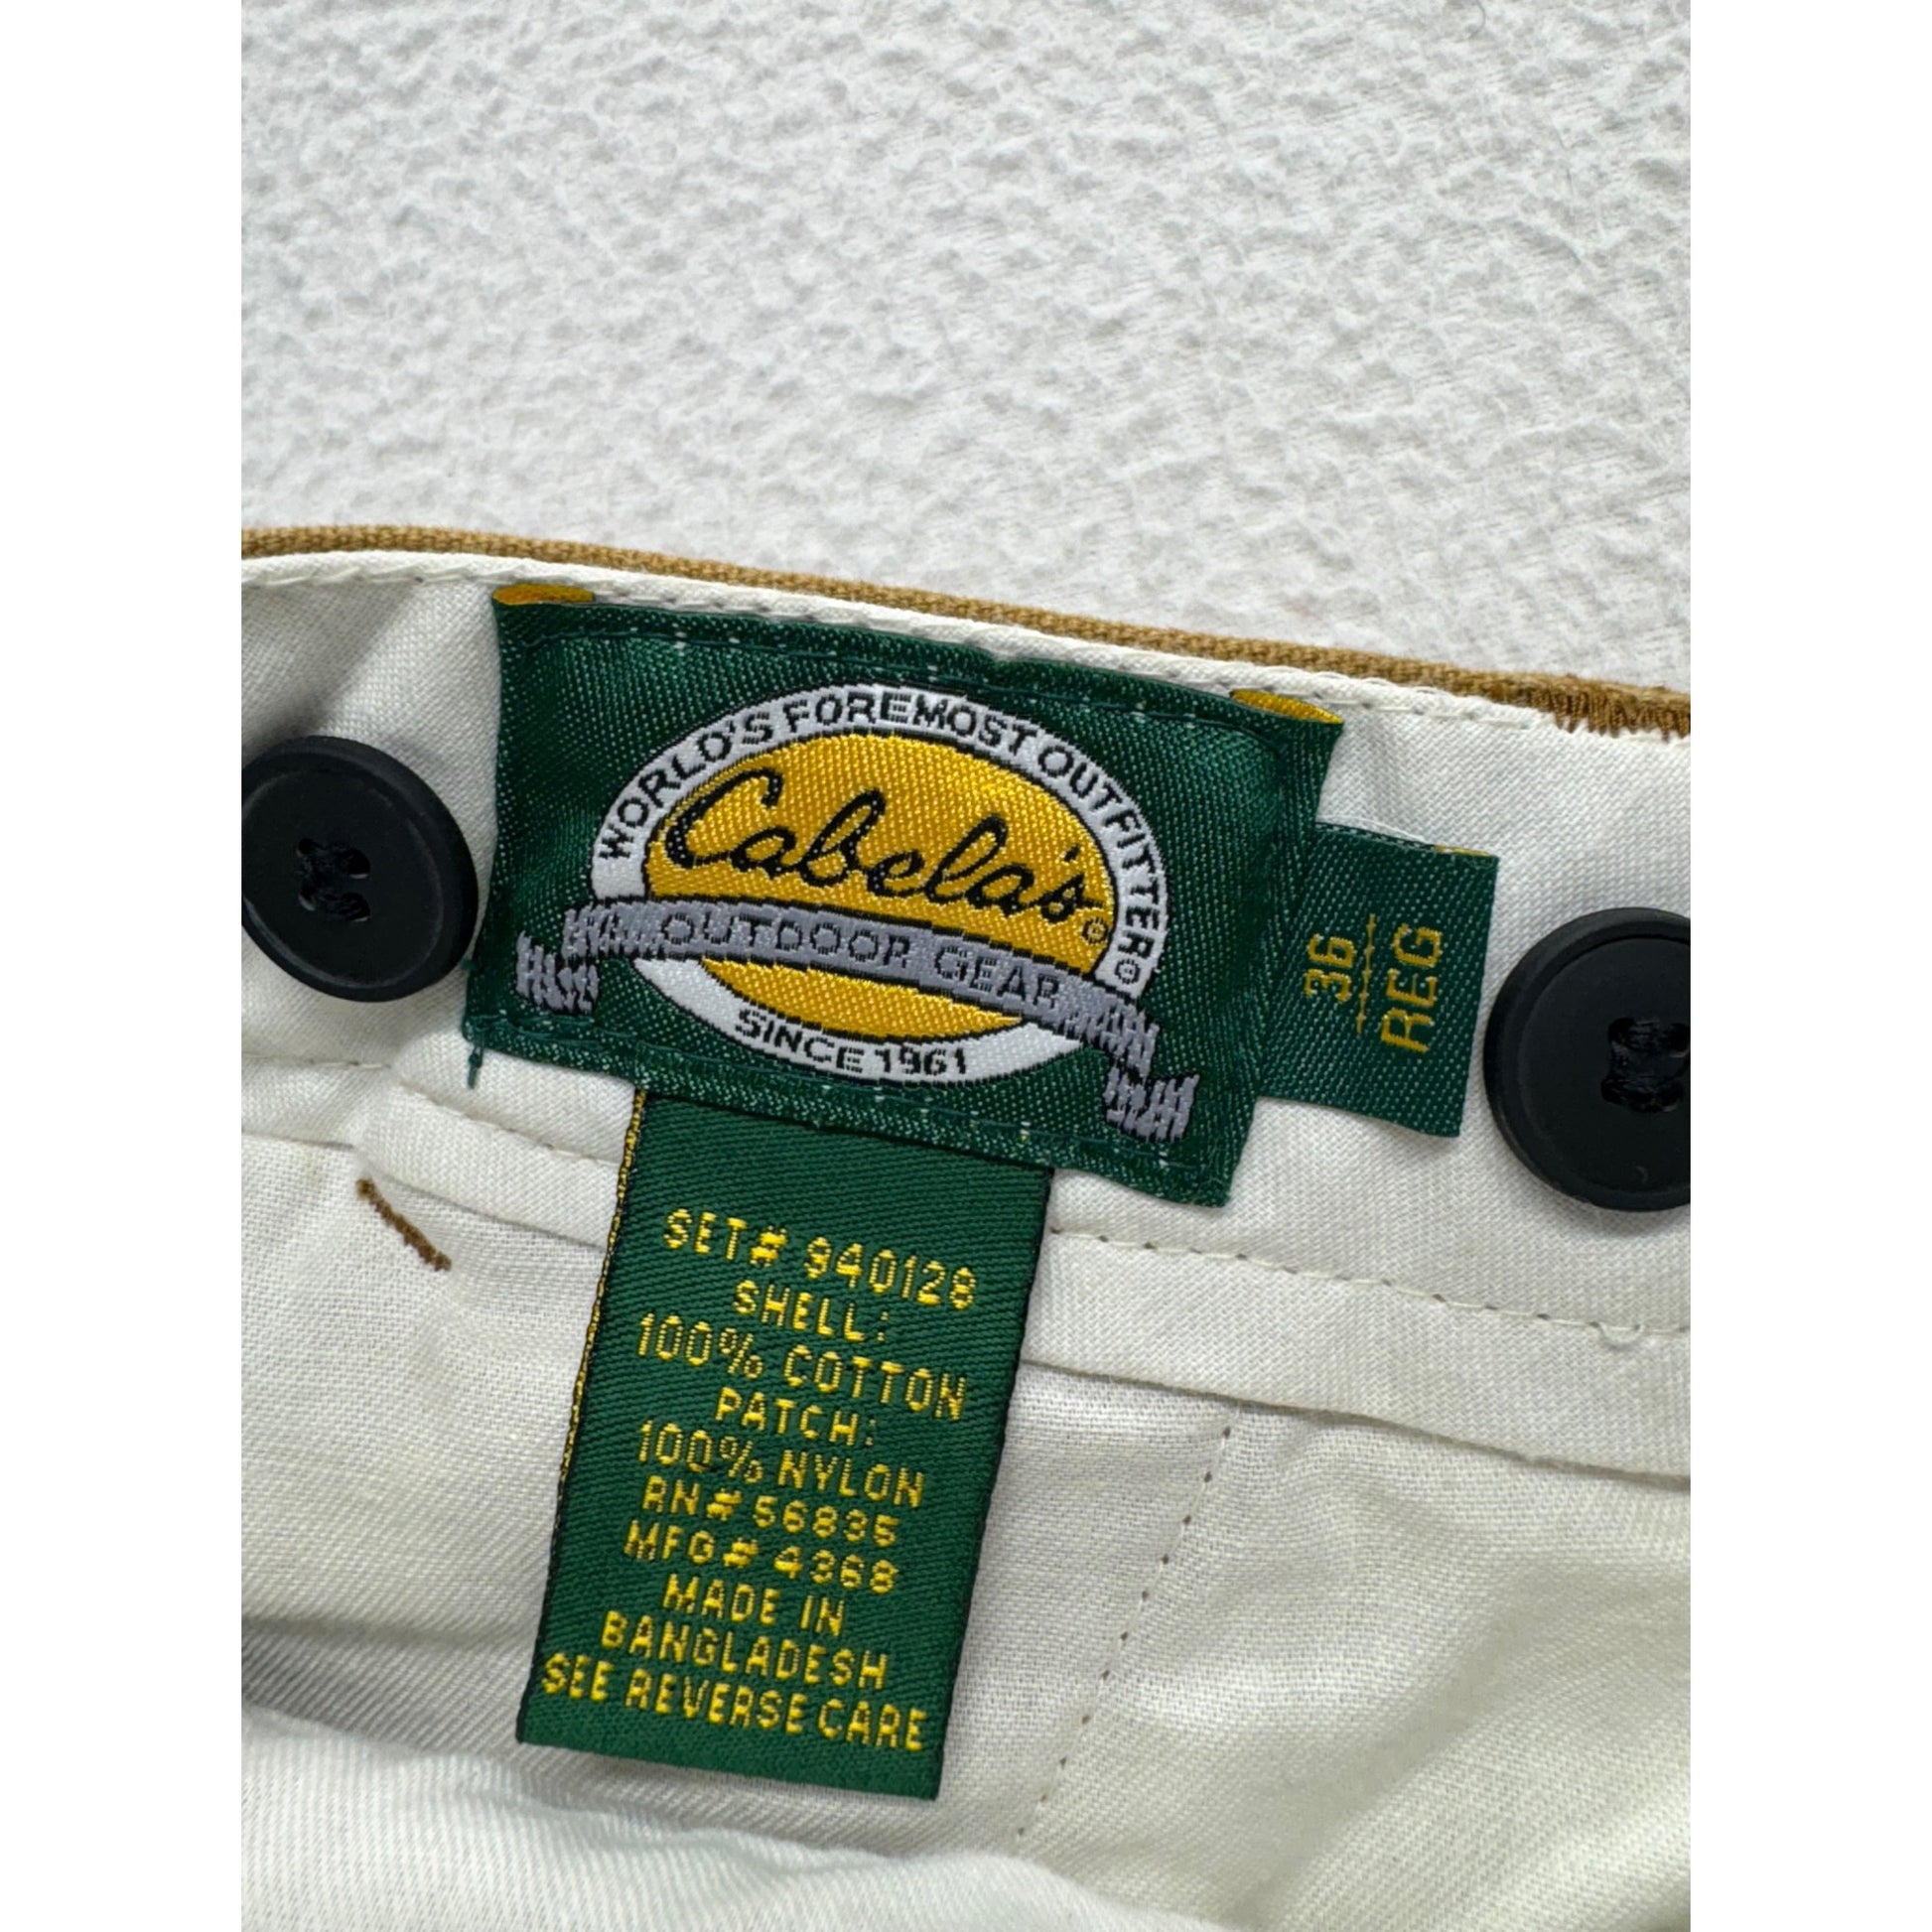 WORLD'S FOREMOST OUTFITTER®
Cabela's®
OUTDOOR GEAR
SINCE 1961
36
REG
SET# 940128
SHELL:
100% COTTON
PATCH:
100% NYLON
RN# 56835
MFG# 4368
MADE IN
BANGLADESH
SEE REVERSE CARE